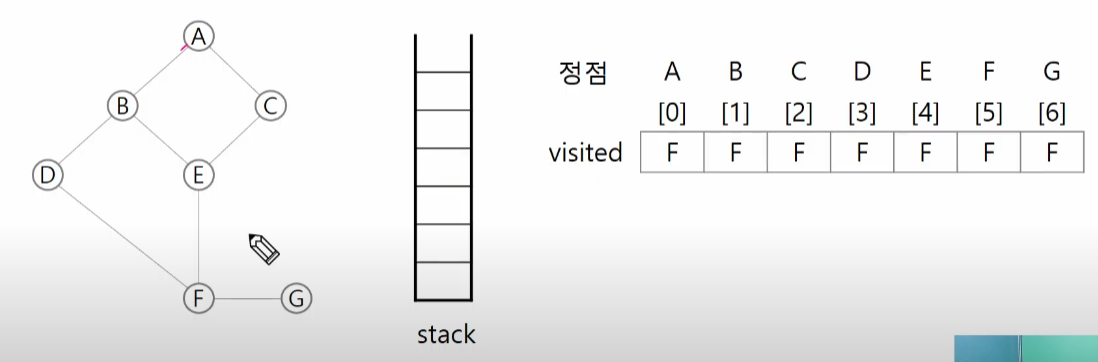 A
B
C
D
E
F
G
stack
정점 A B C D E F G
[0] [1] [2] [3] [4] [5] [6]
visited F F F F F F F